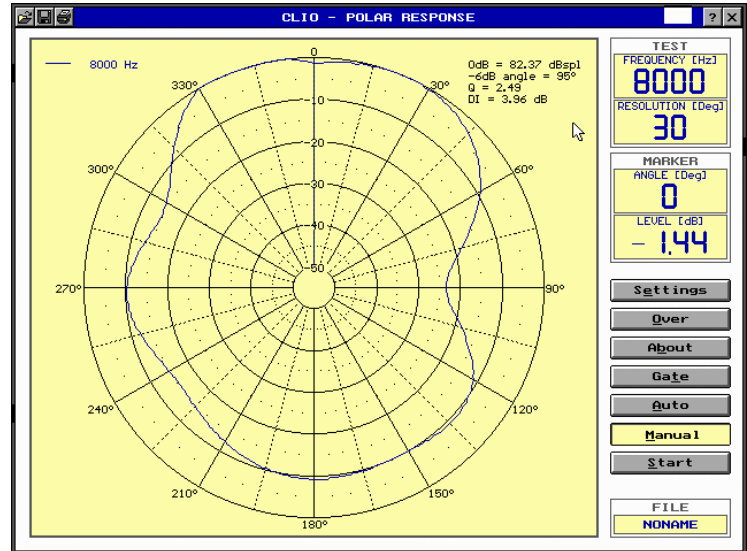 CLIO - POLAR RESPONSE
?
8000 Hz
0dB = 82.37 dBspl
-6dB angle = 95°
Q = 2.49
DI = 3.96 dB
0
330°
30°
-10
-20
300°
60°
-30
-40
-50
270°
90°
240°
120°
210°
150°
180°
TEST
FREQUENCY [Hz]
8000
RESOLUTION [Deg]
30
MARKER
ANGLE [Deg]
0
LEVEL [dB]
- 1.44
Settings
Over
About
Gate
Auto
Manual
Start
FILE
NONAME